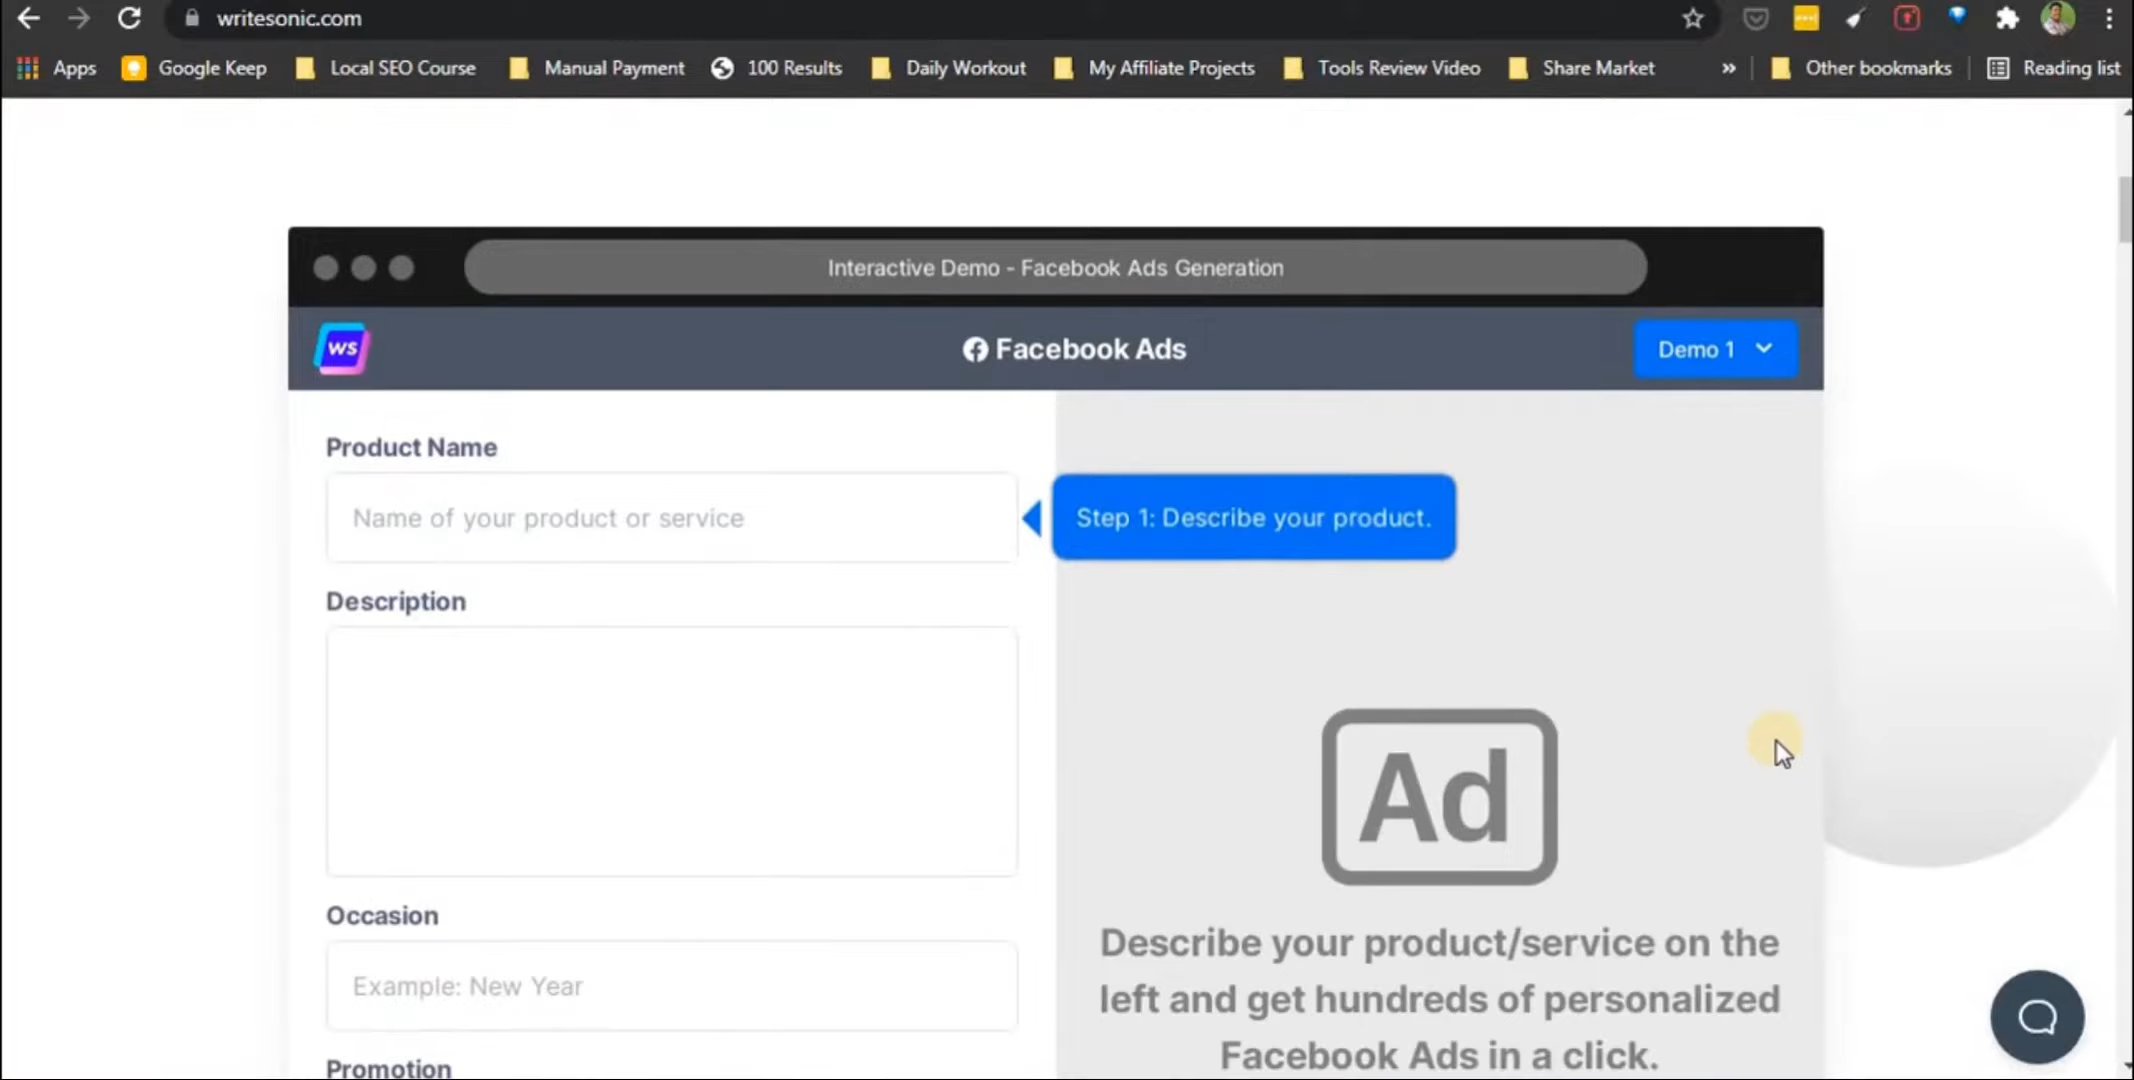 writesonic.com
Apps Google Keep Local SEO Course Manual Payment 100 Results Daily Workout My Affiliate Projects Tools Review Video Share Market » Other bookmarks Reading list
Interactive Demo - Facebook Ads Generation
ws Facebook Ads Demo 1
Product Name
Name of your product or service
Step 1: Describe your product.
Description
Ad
Occasion
Example: New Year
Describe your product/service on the
left and get hundreds of personalized
Facebook Ads in a click.
Promotion